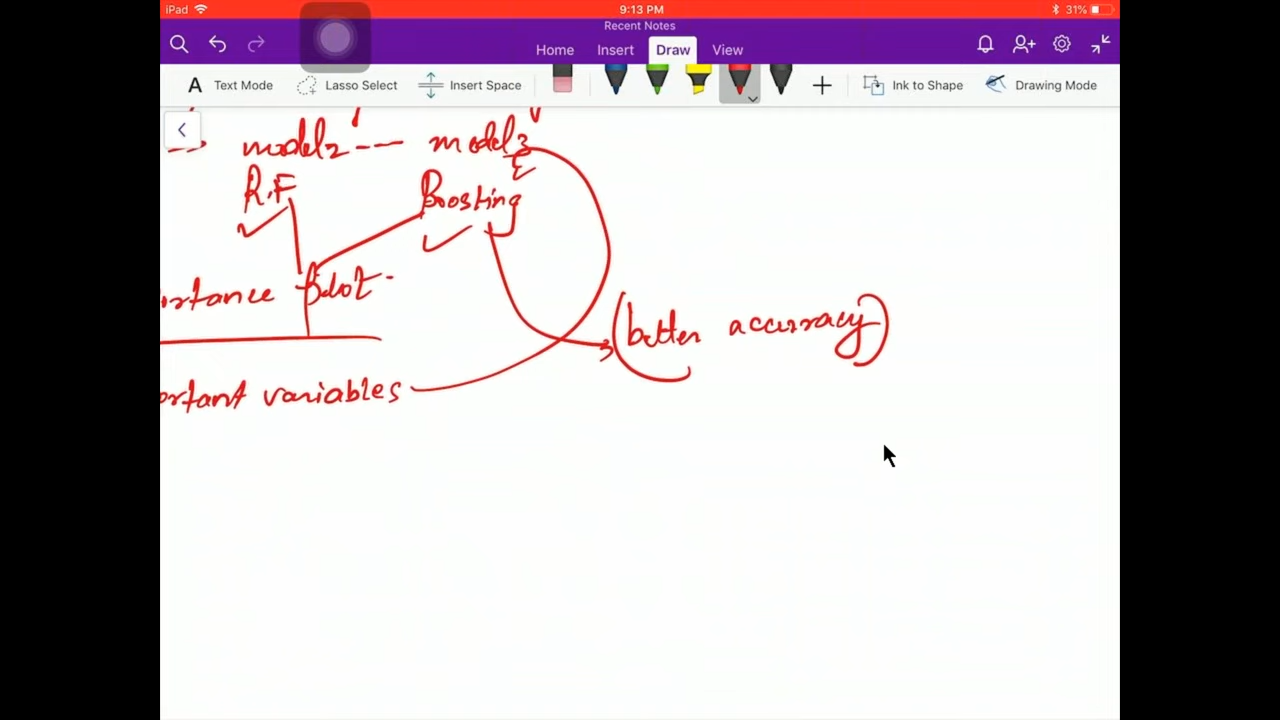 iPad 9:13 PM 31%
Recent Notes
Home Insert Draw View
A Text Mode Lasso Select Insert Space Ink to Shape Drawing Mode
model2 --- model3
R.F Boosting
ortance plot
(better accuracy)
ortant variables